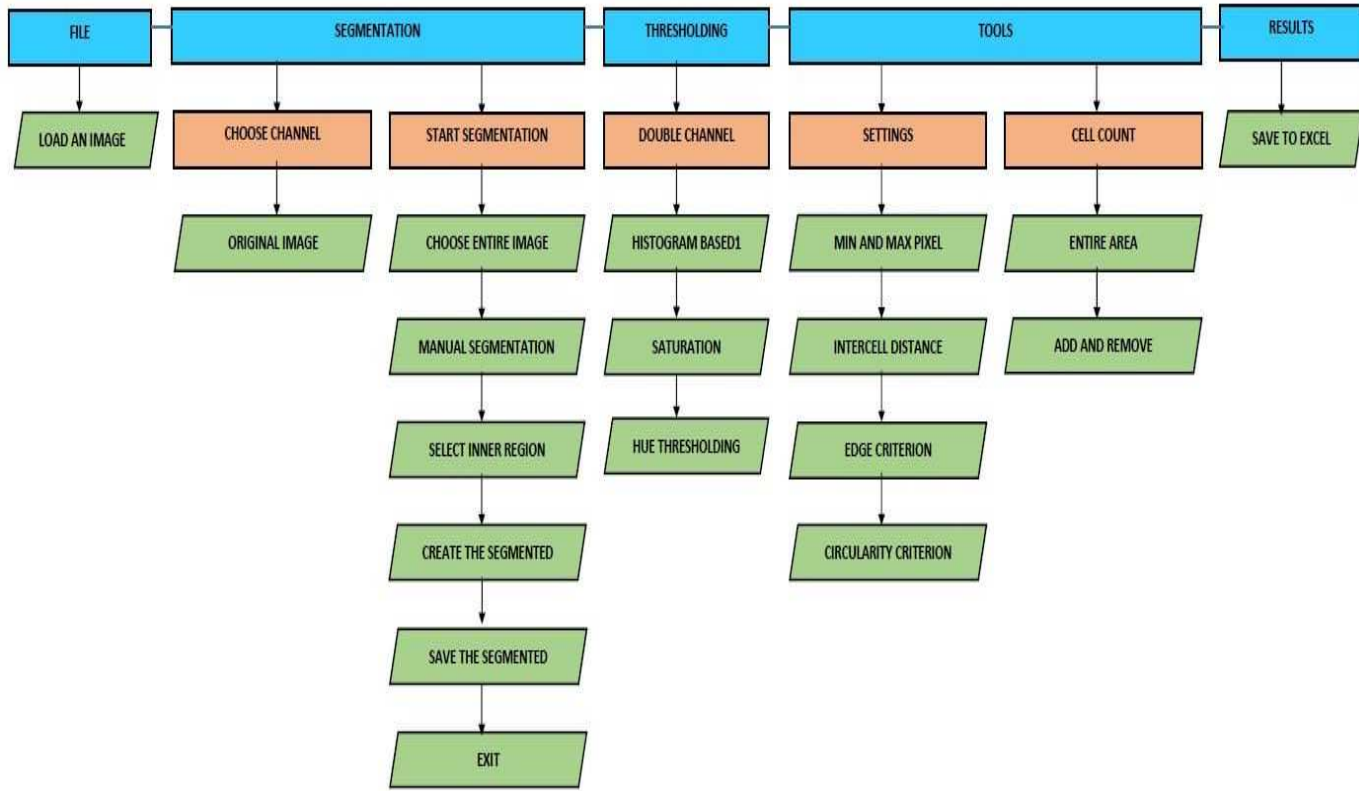 FILE
SEGMENTATION
THRESHOLDING
TOOLS
RESULTS
LOAD AN IMAGE
CHOOSE CHANNEL
START SEGMENTATION
DOUBLE CHANNEL
SETTINGS
CELL COUNT
SAVE TO EXCEL
ORIGINAL IMAGE
CHOOSE ENTIRE IMAGE
HISTOGRAM BASED1
MIN AND MAX PIXEL
ENTIRE AREA
MANUAL SEGMENTATION
SATURATION
INTERCELL DISTANCE
ADD AND REMOVE
SELECT INNER REGION
HUE THRESHOLDING
EDGE CRITERION
CREATE THE SEGMENTED
CIRCULARITY CRITERION
SAVE THE SEGMENTED
EXIT